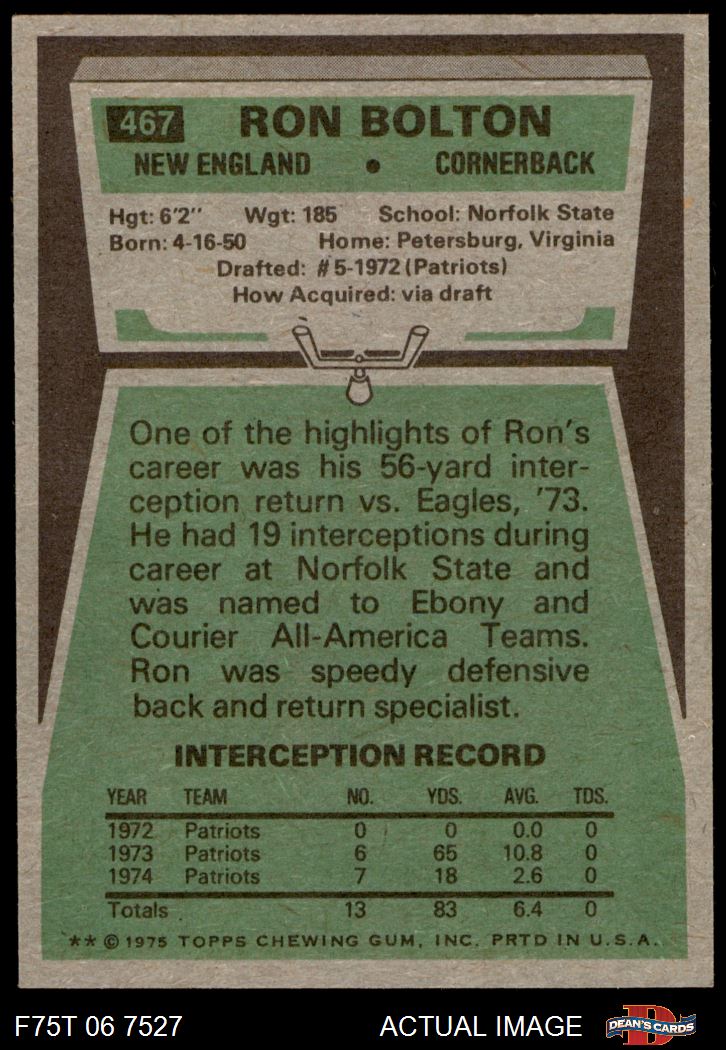 467 RON BOLTON
NEW ENGLAND • CORNERBACK
Hgt: 6'2" Wgt: 185 School: Norfolk State
Born: 4-16-50 Home: Petersburg, Virginia
Drafted: #5-1972 (Patriots)
How Acquired: via draft
One of the highlights of Ron's
career was his 56-yard inter-
ception return vs. Eagles, '73.
He had 19 interceptions during
career at Norfolk State and
was named to Ebony and
Courier All-America Teams.
Ron was speedy defensive
back and return specialist.
INTERCEPTION RECORD
YEAR TEAM NO. YDS. AVG. TDS.
1972 Patriots 0 0 0.0 0
1973 Patriots 6 65 10.8 0
1974 Patriots 7 18 2.6 0
Totals 13 83 6.4 0
** © 1975 TOPPS CHEWING GUM, INC. PRTD IN U.S.A.
F75T 06 7527 ACTUAL IMAGE D DEAN'S CARDS